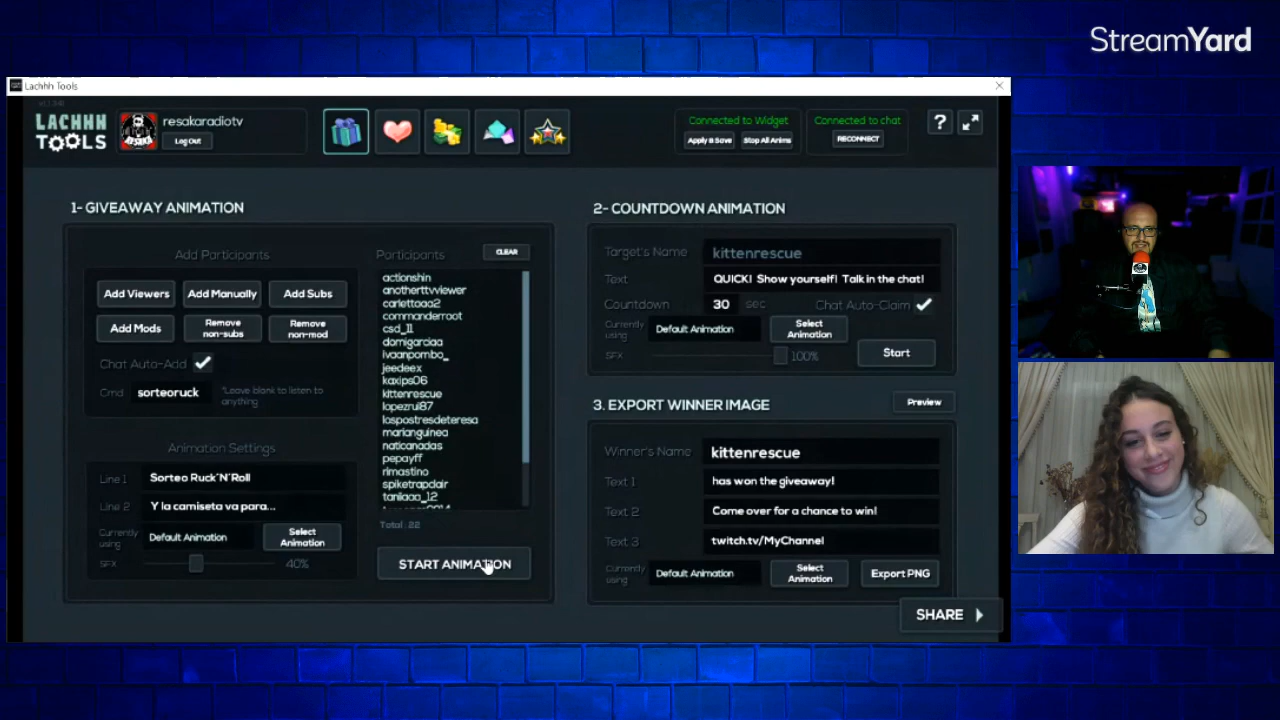 StreamYard
Lachhh Tools
LACHHH
TOOLS
resakaradiotv
Log Out
Connected to Widget
Apply & Save
Stop All Anims
Connected to chat
RECONNECT
?
1- GIVEAWAY ANIMATION
Add Participants
Add Viewers
Add Manually
Add Subs
Add Mods
Remove
non-subs
Remove
non-mod
Chat Auto-Add
Cmd
sorteoruck
*Leave blank to listen to
anything
Animation Settings
Line 1
Sorteo Ruck´N´Roll
Line 2
Y la camiseta va para...
Currently
using
Default Animation
Select
Animation
SFX
40%
Participants
CLEAR
actionshin
anotherttvviewer
carlettoaa2
commanderroot
csd_11
domigarciaa
ivaanpombo_
jeedeex
kaxips06
kittenrescue
lopezrui87
lospostresdeteresa
marianguinea
naticanadas
pepayff
rimastino
spiketrapdair
taniiaaa_12
Total : 22
START ANIMATION
2- COUNTDOWN ANIMATION
Target's Name
kittenrescue
Text
QUICK! Show yourself! Talk in the chat!
Countdown
30
sec
Chat Auto-Claim
Currently
using
Default Animation
Select
Animation
SFX
100%
Start
3. EXPORT WINNER IMAGE
Preview
Winner's Name
kittenrescue
Text 1
has won the giveaway!
Text 2
Come over for a chance to win!
Text 3
twitch.tv/MyChannel
Currently
using
Default Animation
Select
Animation
Export PNG
SHARE